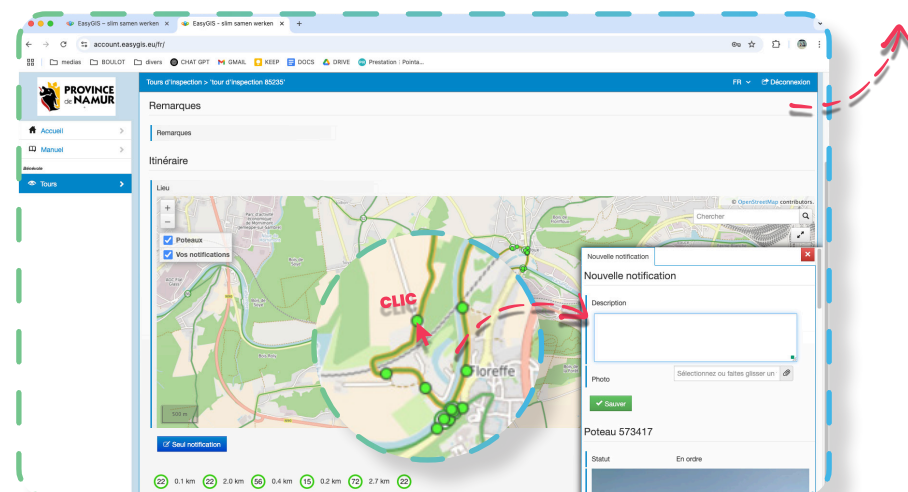 EasyGIS – slim samen werken
EasyGIS – slim samen werken
account.easygis.eu/fr/
medias
BOULOT
divers
CHAT GPT
M GMAIL
KEEP
DOCS
DRIVE
Prestation : Pointa...
PROVINCE
DE NAMUR
Tours d'inspection > 'tour d'inspection 85235'
FR
Déconnexion
Remarques
Accueil
Manuel
Bénévole
Tours
Remarques
Itinéraire
Lieu
© OpenStreetMap contributors.
+
−
Chercher
Poteaux
Vos notifications
CLIC
Floreffe
500 m
Nouvelle notification
Nouvelle notification
Description
Photo
Sélectionnez ou faites glisser un
Sauver
Poteau 573417
Statut
En ordre
Seul notification
22 0.1 km 22 2.0 km 56 0.4 km 15 0.2 km 72 2.7 km 22